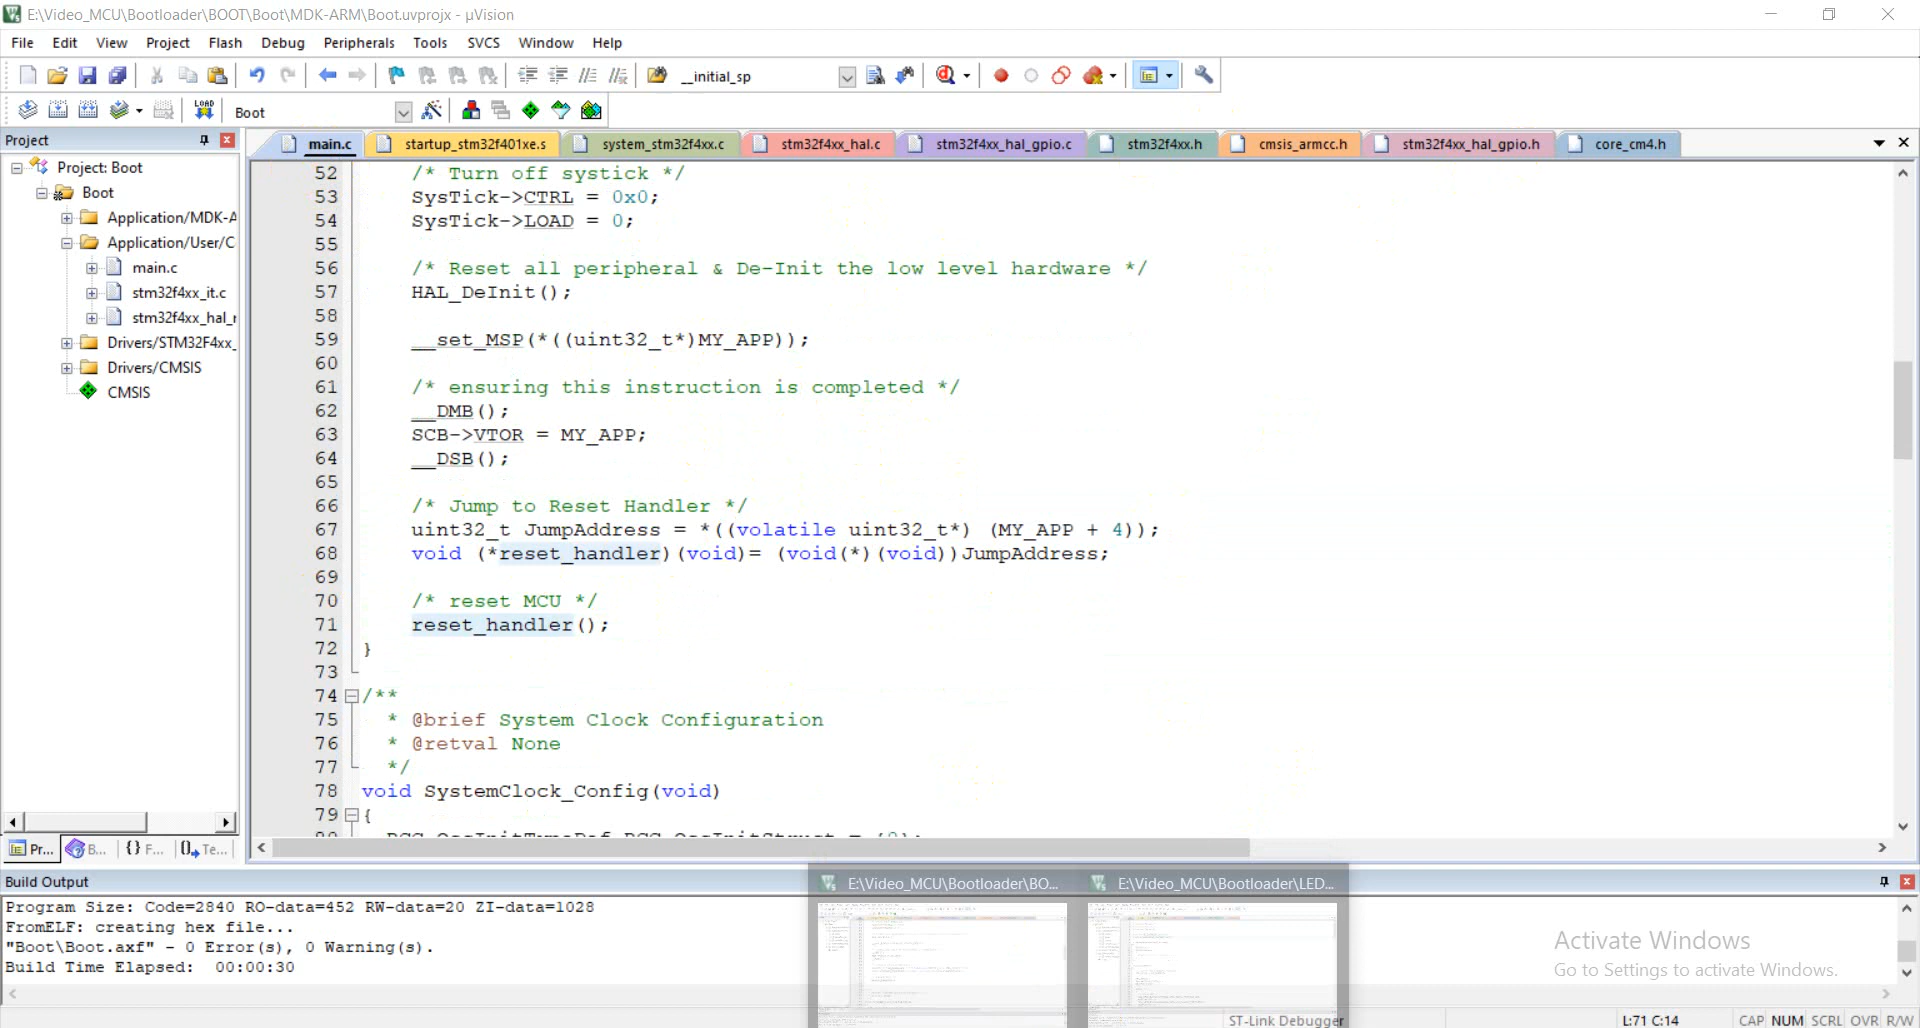 E:\Video_MCU\Bootloader\BOOT\Boot\MDK-ARM\Boot.uvprojx - µVision
File Edit View Project Flash Debug Peripherals Tools SVCS Window Help
__initial_sp
LOAD Boot
Project
main.c startup_stm32f401xe.s system_stm32f4xx.c stm32f4xx_hal.c stm32f4xx_hal_gpio.c stm32f4xx.h cmsis_armcc.h stm32f4xx_hal_gpio.h core_cm4.h
Project: Boot
Boot
Application/MDK-A
Application/User/C
main.c
stm32f4xx_it.c
stm32f4xx_hal_r
Drivers/STM32F4xx_
Drivers/CMSIS
CMSIS
Pr... B... {} F... Te...
52 /* Turn off systick */
53 SysTick->CTRL = 0x0;
54 SysTick->LOAD = 0;
55
56 /* Reset all peripheral & De-Init the low level hardware */
57 HAL_DeInit();
58
59 __set_MSP(*((uint32_t*)MY_APP));
60
61 /* ensuring this instruction is completed */
62 __DMB();
63 SCB->VTOR = MY_APP;
64 __DSB();
65
66 /* Jump to Reset Handler */
67 uint32_t JumpAddress = *((volatile uint32_t*) (MY_APP + 4));
68 void (*reset_handler)(void)= (void(*)(void))JumpAddress;
69
70 /* reset MCU */
71 reset_handler();
72 }
73
74 /**
75 * @brief System Clock Configuration
76 * @retval None
77 */
78 void SystemClock_Config(void)
79 {
Build Output
Program Size: Code=2840 RO-data=452 RW-data=20 ZI-data=1028
FromELF: creating hex file...
"Boot\Boot.axf" - 0 Error(s), 0 Warning(s).
Build Time Elapsed: 00:00:30
E:\Video_MCU\Bootloader\BO... E:\Video_MCU\Bootloader\LED...
Activate Windows
Go to Settings to activate Windows.
ST-Link Debugger L:71 C:14 CAP NUM SCRL OVR R/W